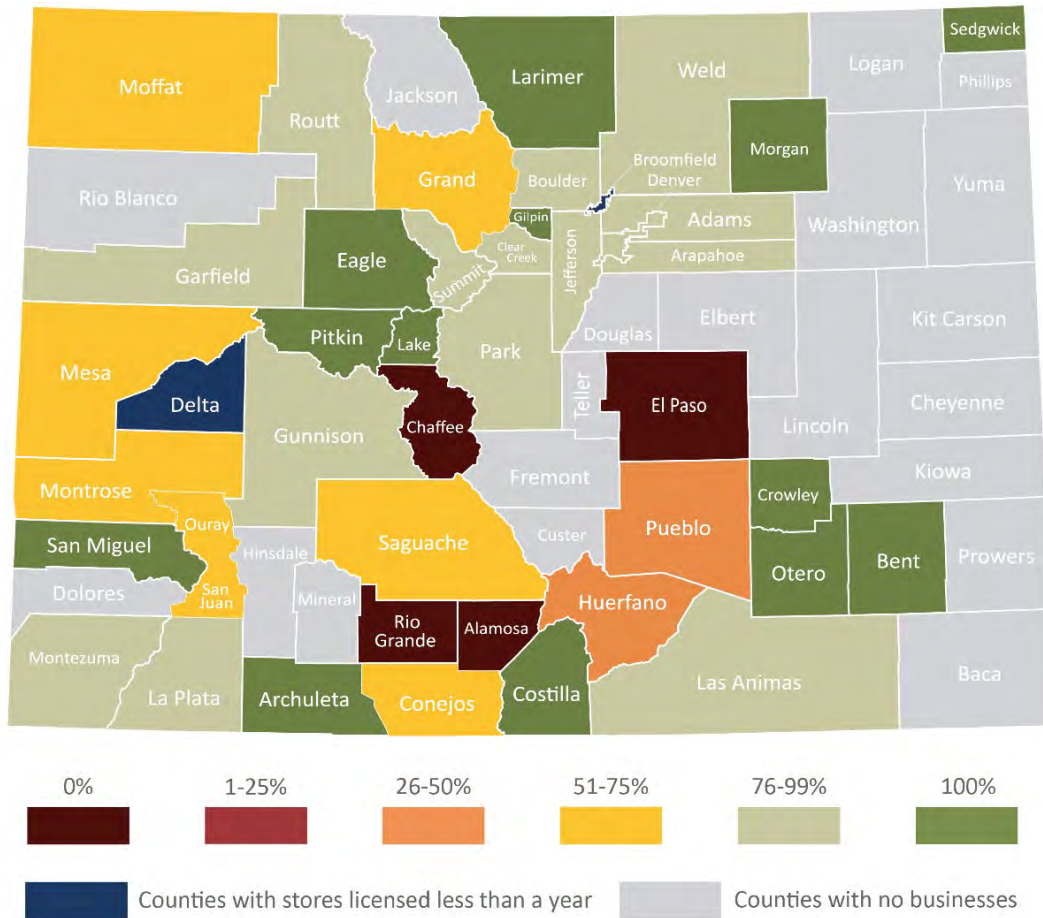 Sedgwick
Moffat
Larimer
Weld
Logan
Phillips
Jackson
Routt
Morgan
Broomfield
Denver
Grand
Boulder
Yuma
Rio Blanco
Washington
Gilpin
Adams
Clear
Creek
Eagle
Jefferson
Arapahoe
Garfield
Summit
Elbert
Kit Carson
Pitkin
Lake
Park
Douglas
Mesa
Teller
Delta
El Paso
Cheyenne
Chaffee
Lincoln
Gunnison
Fremont
Kiowa
Montrose
Crowley
Ouray
Pueblo
Custer
Saguache
San Miguel
Hinsdale
Bent
Prowers
Otero
San
Juan
Dolores
Mineral
Huerfano
Rio
Grande
Alamosa
Montezuma
Baca
Las Animas
La Plata
Archuleta
Conejos
Costilla
0%
1-25%
26-50%
51-75%
76-99%
100%
Counties with stores licensed less than a year
Counties with no businesses